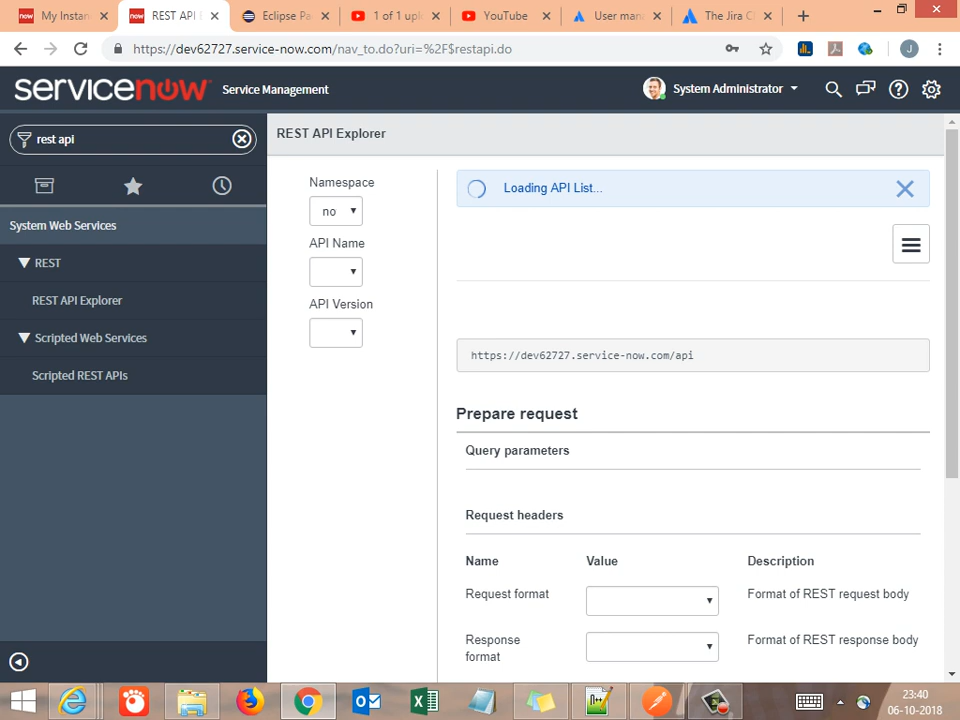 My Instanc
REST API E
Eclipse Pa
1 of 1 upl
YouTube
User man
The Jira C
https://dev62727.service-now.com/nav_to.do?uri=%2F$restapi.do
J
servicenow
Service Management
System Administrator
rest api
System Web Services
REST
REST API Explorer
Scripted Web Services
Scripted REST APIs
REST API Explorer
Namespace
no
API Name
API Version
Loading API List...
https://dev62727.service-now.com/api
Prepare request
Query parameters
Request headers
Name Value Description
Request format Format of REST request body
Response
format
Format of REST response body
23:40
06-10-2018